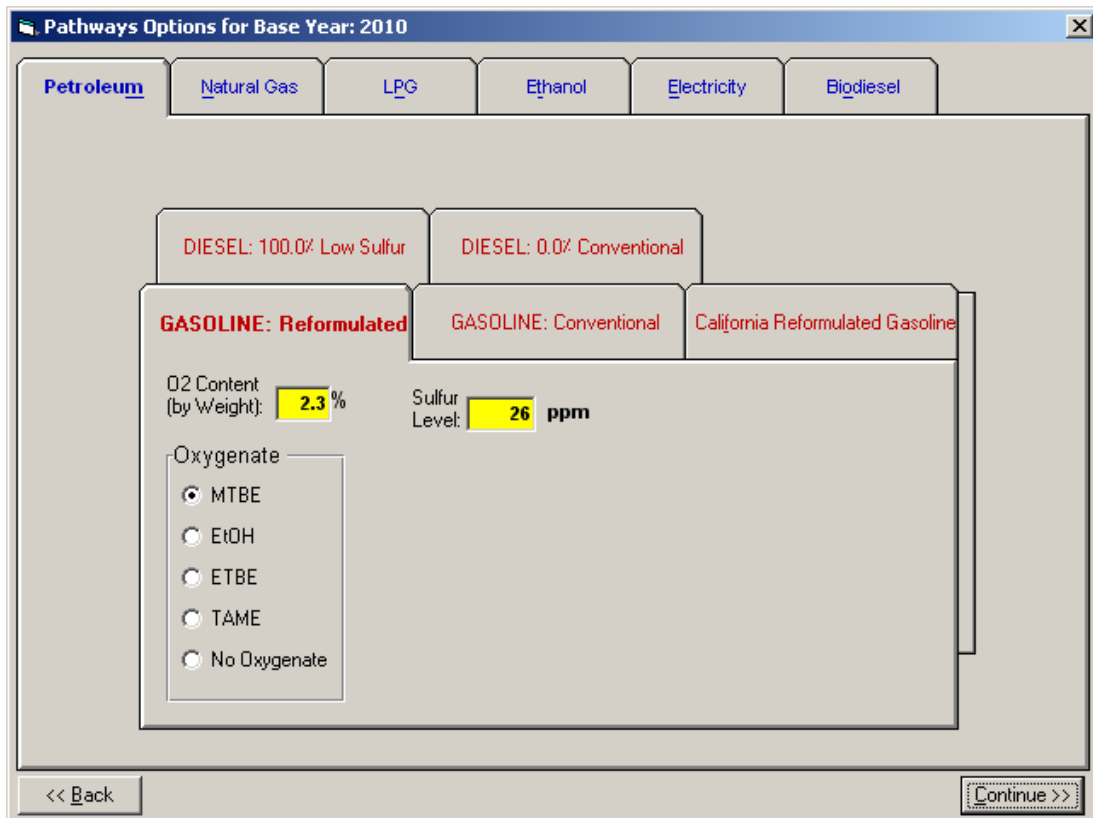 Pathways Options for Base Year: 2010
Petroleum
Natural Gas
LPG
Ethanol
Electricity
Biodiesel
DIESEL: 100.0% Low Sulfur
DIESEL: 0.0% Conventional
GASOLINE: Reformulated
GASOLINE: Conventional
California Reformulated Gasoline
O2 Content
(by Weight): 2.3 %
Sulfur
Level: 26 ppm
Oxygenate
MTBE
EtOH
ETBE
TAME
No Oxygenate
<< Back
Continue >>